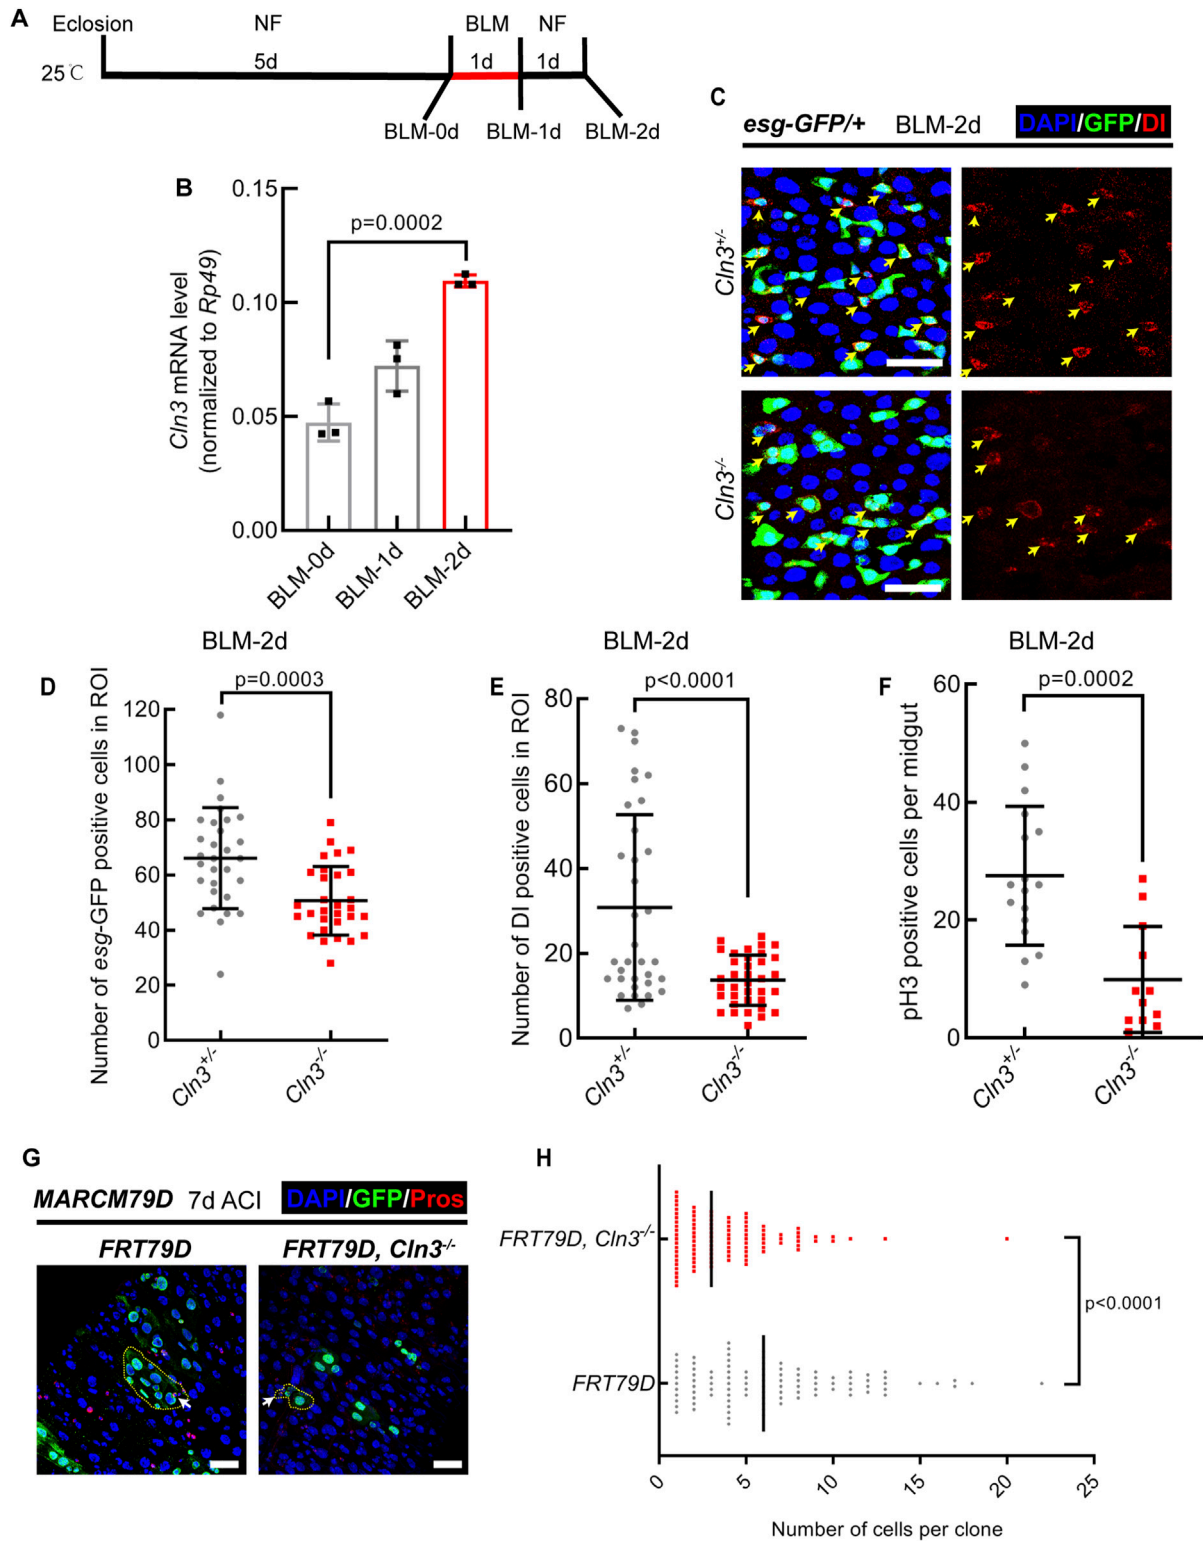 A
Eclosion NF BLM NF
25℃ 5d 1d 1d
BLM-0d BLM-1d BLM-2d
B
Cln3 mRNA level
(normalized to Rp49)
p=0.0002
0.15
0.10
0.05
0.00
BLM-0d BLM-1d BLM-2d
C
esg-GFP/+ BLM-2d DAPI/GFP/Dl
Cln3+/-
Cln3-/-
D
BLM-2d
p=0.0003
Number of esg-GFP positive cells in ROI
120
100
80
60
40
20
0
Cln3+/- Cln3-/-
E
BLM-2d
p<0.0001
Number of Dl positive cells in ROI
80
60
40
20
0
Cln3+/- Cln3-/-
F
BLM-2d
p=0.0002
pH3 positive cells per midgut
60
40
20
0
Cln3+/- Cln3-/-
G
MARCM79D 7d ACI DAPI/GFP/Pros
FRT79D FRT79D, Cln3-/-
H
FRT79D, Cln3-/-
FRT79D
p<0.0001
0 5 10 15 20 25
Number of cells per clone